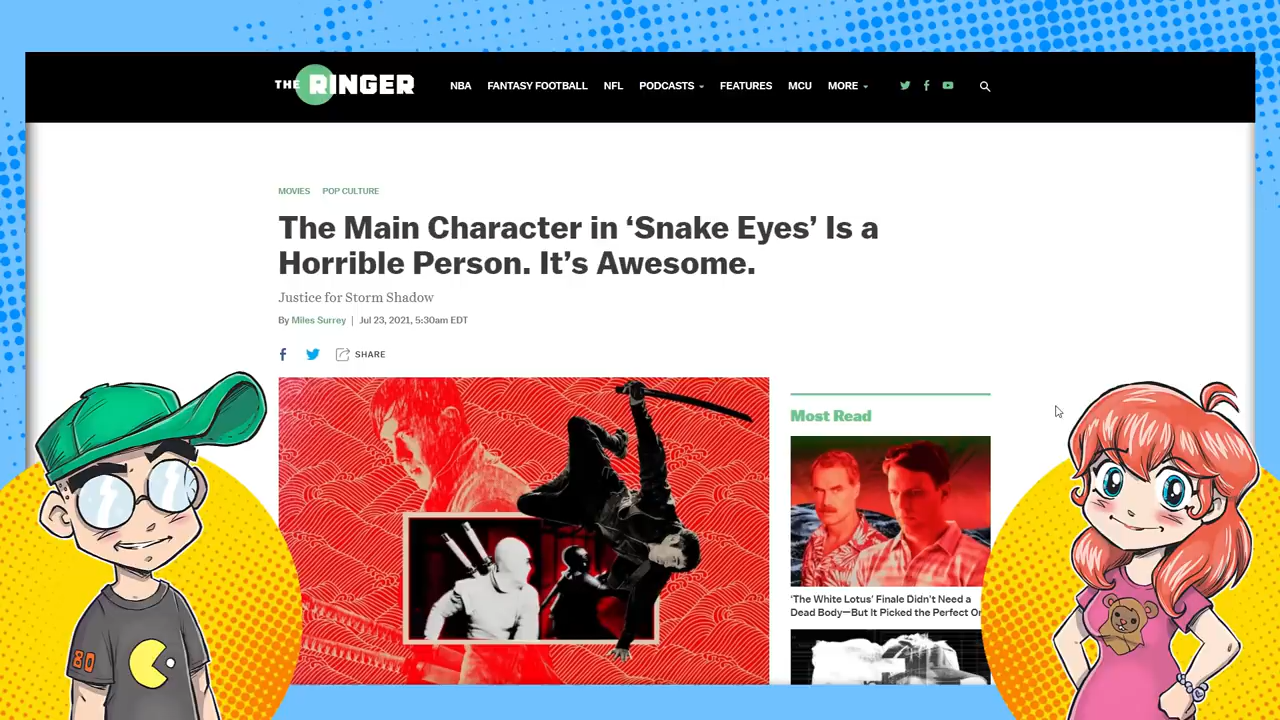 THE RINGER
NBA FANTASY FOOTBALL NFL PODCASTS FEATURES MCU MORE
MOVIES POP CULTURE
The Main Character in ‘Snake Eyes’ Is a
Horrible Person. It’s Awesome.
Justice for Storm Shadow
By Miles Surrey | Jul 23, 2021, 5:30am EDT
SHARE
Most Read
‘The White Lotus’ Finale Didn’t Need a
Dead Body—But It Picked the Perfect
80